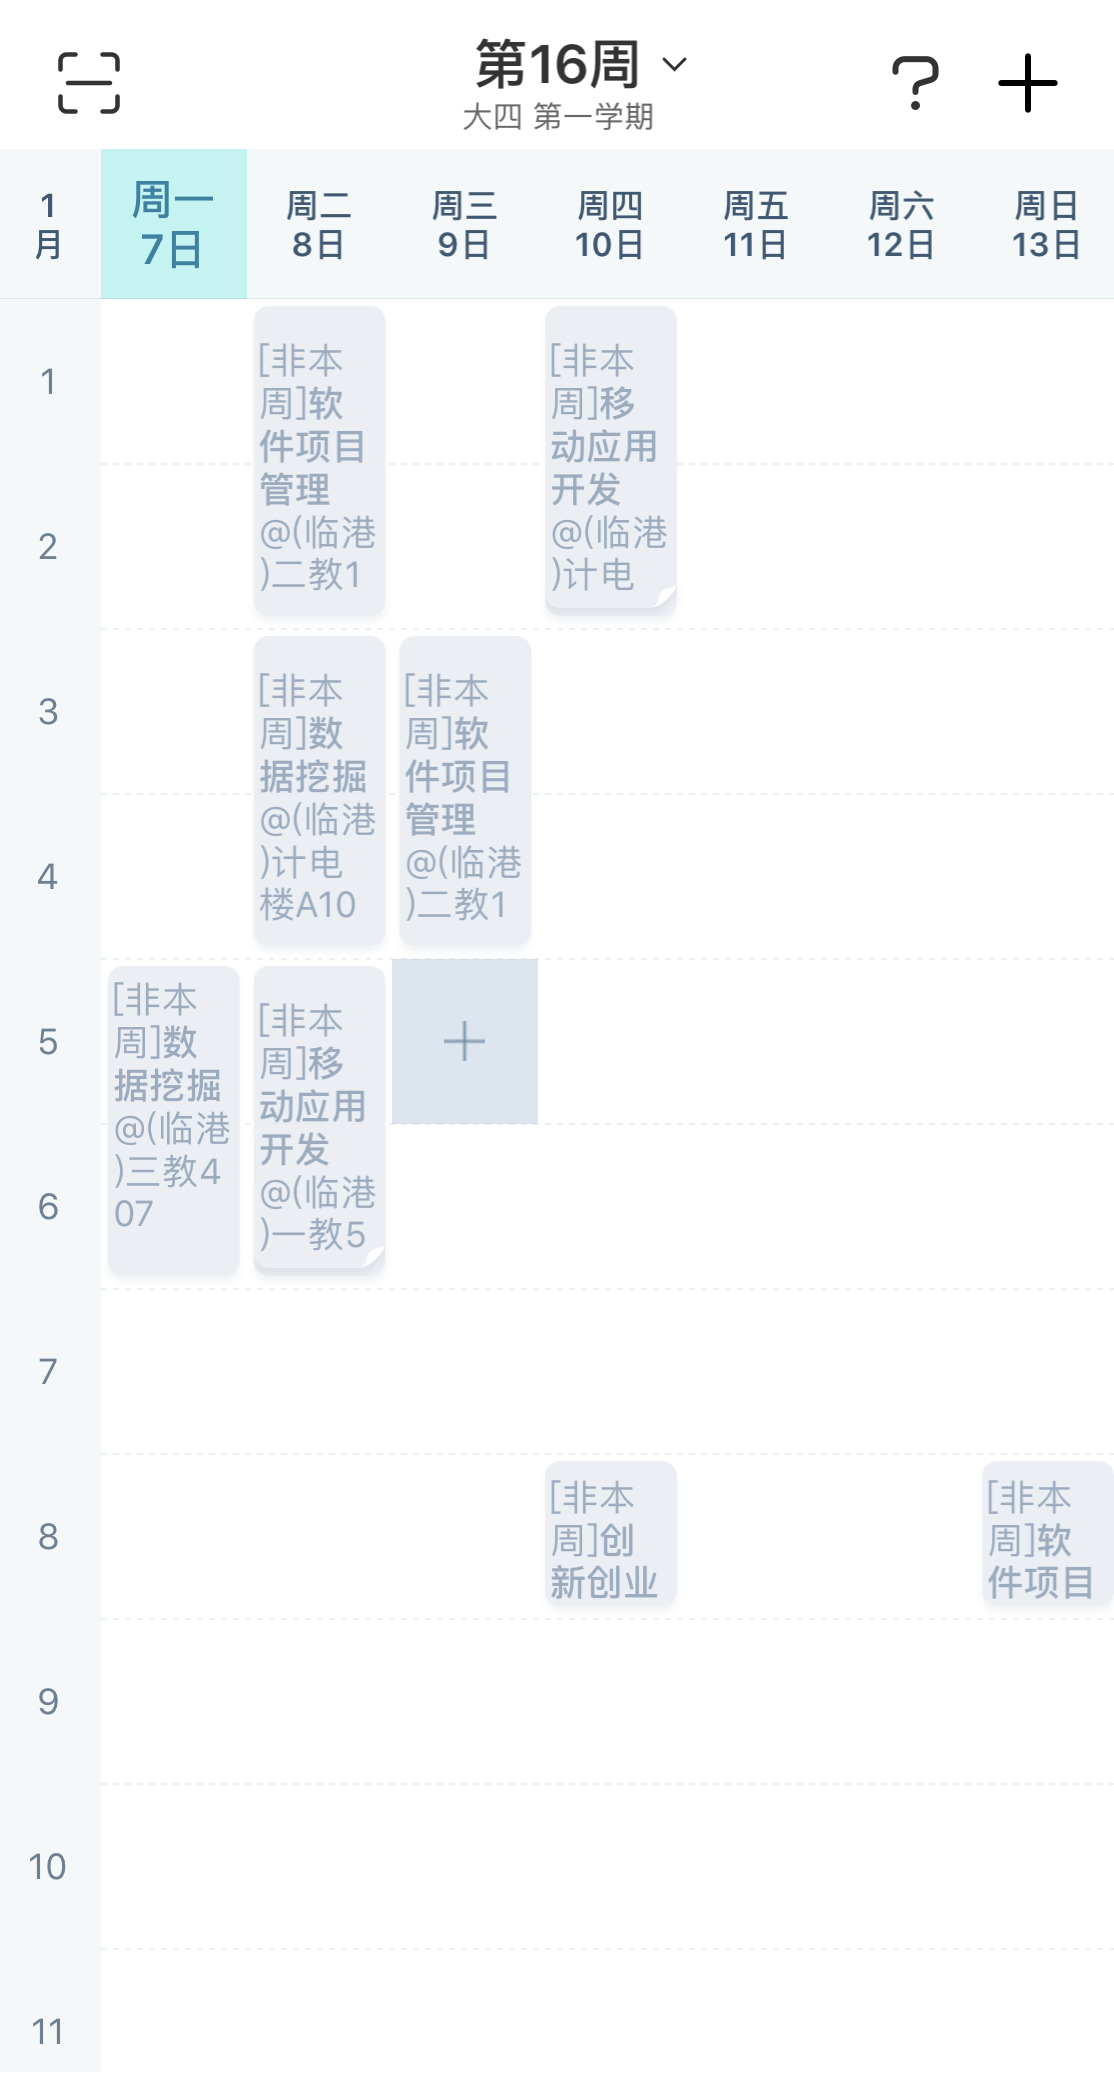 第16周
大四 第一学期
1
月
周一
7日
周二
8日
周三
9日
周四
10日
周五
11日
周六
12日
周日
13日
1
2
3
4
5
6
7
8
9
10
11
[非本
周]数
据挖掘
@(临港
)三教4
07
[非本
周]软
件项目
管理
@(临港
)二教1
[非本
周]数
据挖掘
@(临港
)计电
楼A10
[非本
周]移
动应用
开发
@(临港
)一教5
[非本
周]软
件项目
管理
@(临港
)二教1
[非本
周]移
动应用
开发
@(临港
)计电
[非本
周]创
新创业
[非本
周]软
件项目